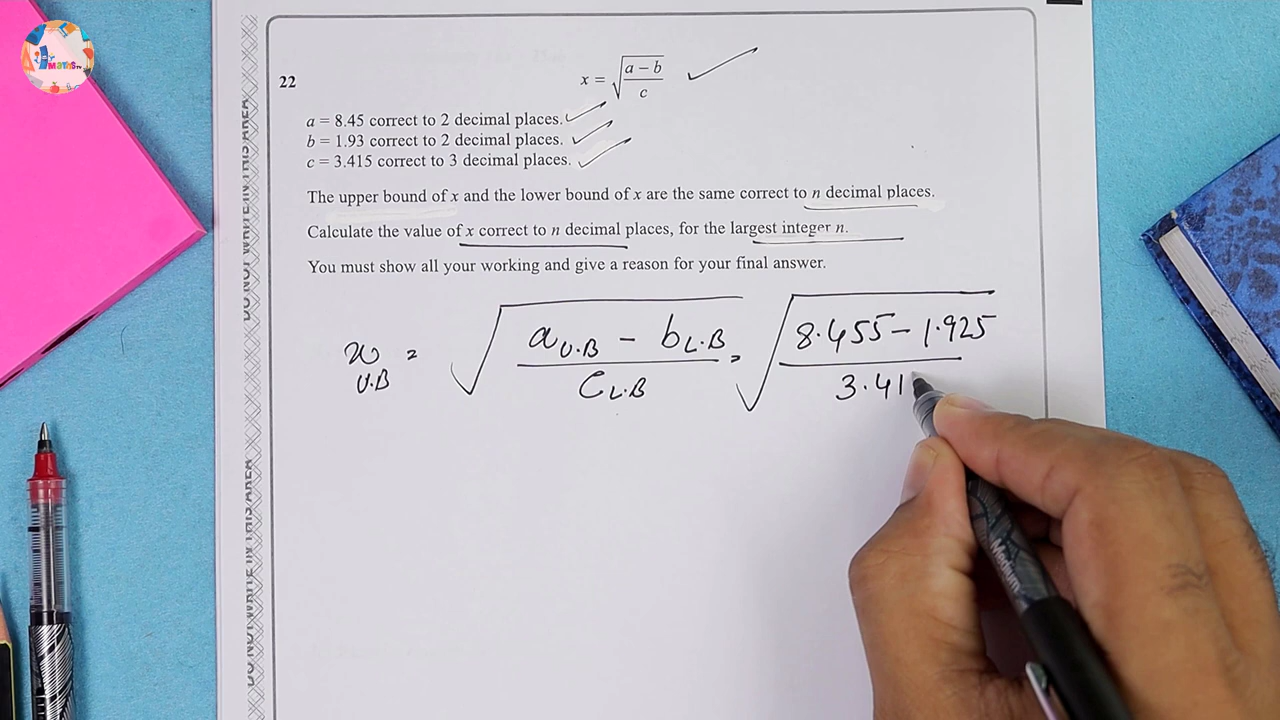 MATHS TV
22
x = √((a − b)/c)
a = 8.45 correct to 2 decimal places.
b = 1.93 correct to 2 decimal places.
c = 3.415 correct to 3 decimal places.
The upper bound of x and the lower bound of x are the same correct to n decimal places.
Calculate the value of x correct to n decimal places, for the largest integer n.
You must show all your working and give a reason for your final answer.
x U.B = √((a U.B − b L.B)/(C L.B)) = √((8.455 − 1.925)/(3.41
DO NOT WRITE IN THIS AREA
DO NOT WRITE IN THIS AREA
Medium